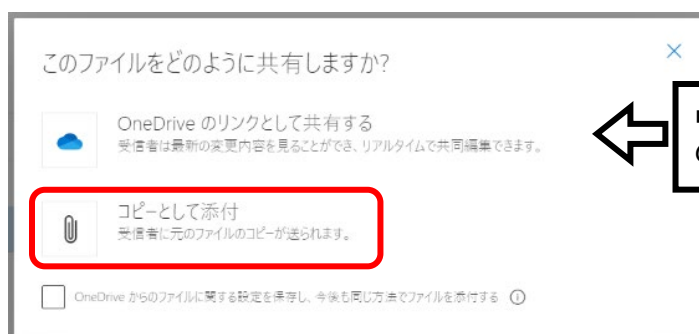 このファイルをどのように共有しますか?
OneDrive のリンクとして共有する
受信者は最新の変更内容を見ることができ、リアルタイムで共同編集できます。
コピーとして添付
受信者に元のファイルのコピーが送られます。
OneDrive からのファイルに関する設定を保存し、今後も同じ方法でファイルを添付する